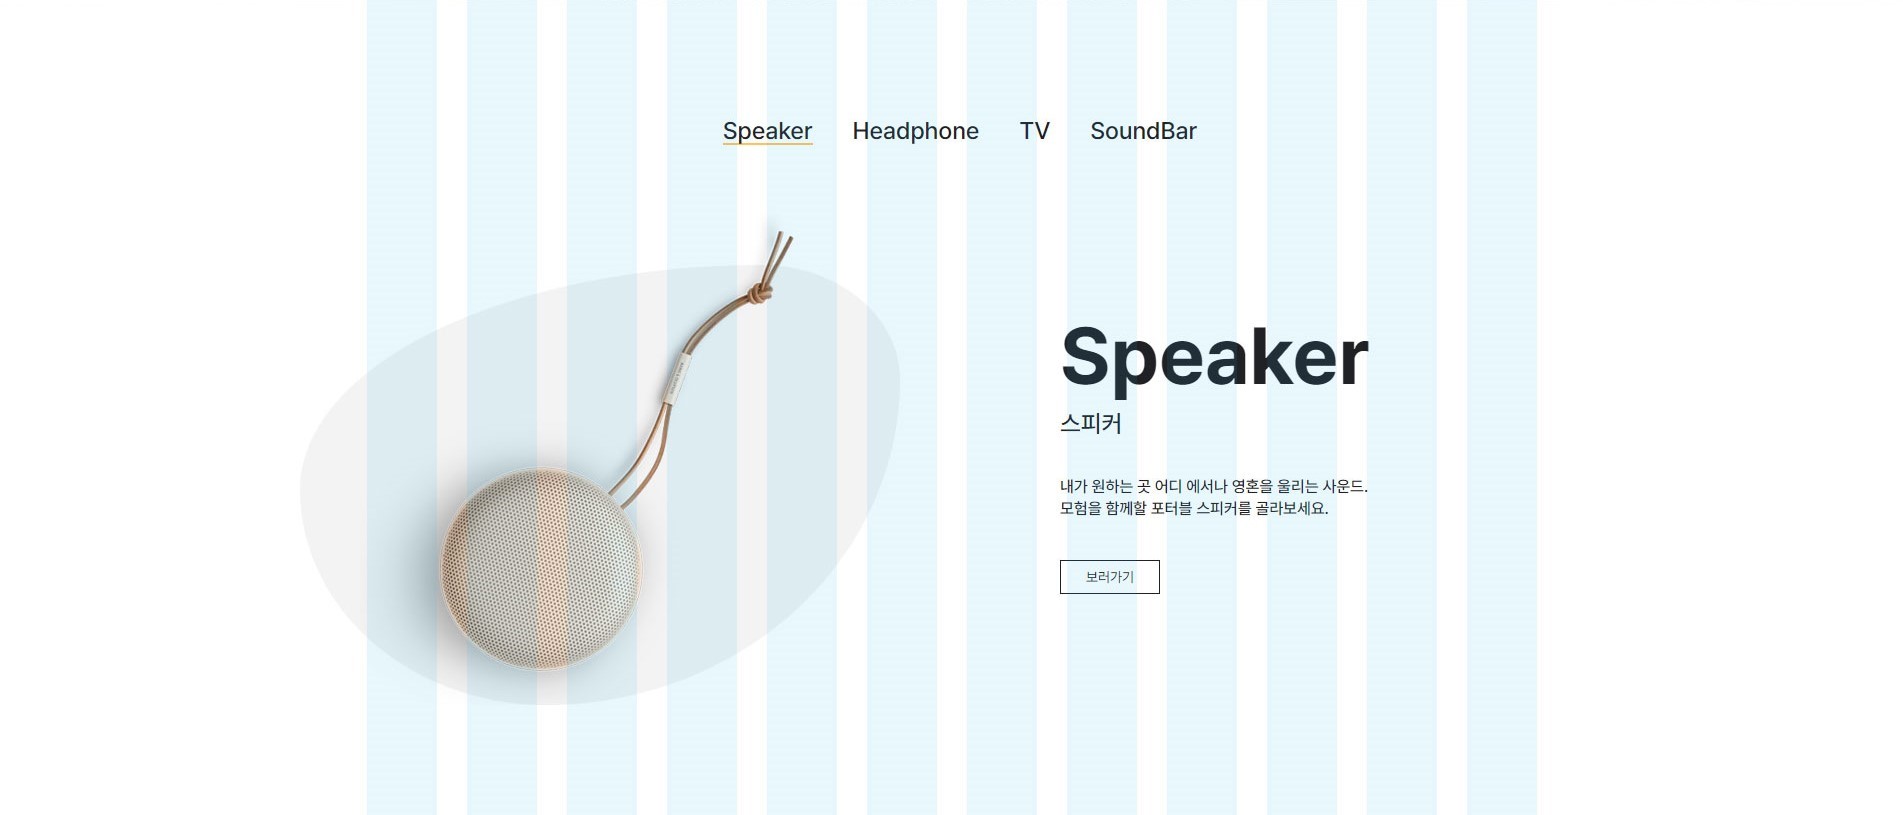 Speaker Headphone TV SoundBar
Speaker
스피커
내가 원하는 곳 어디 에서나 영혼을 울리는 사운드.
모험을 함께할 포터블 스피커를 골라보세요.
보러가기